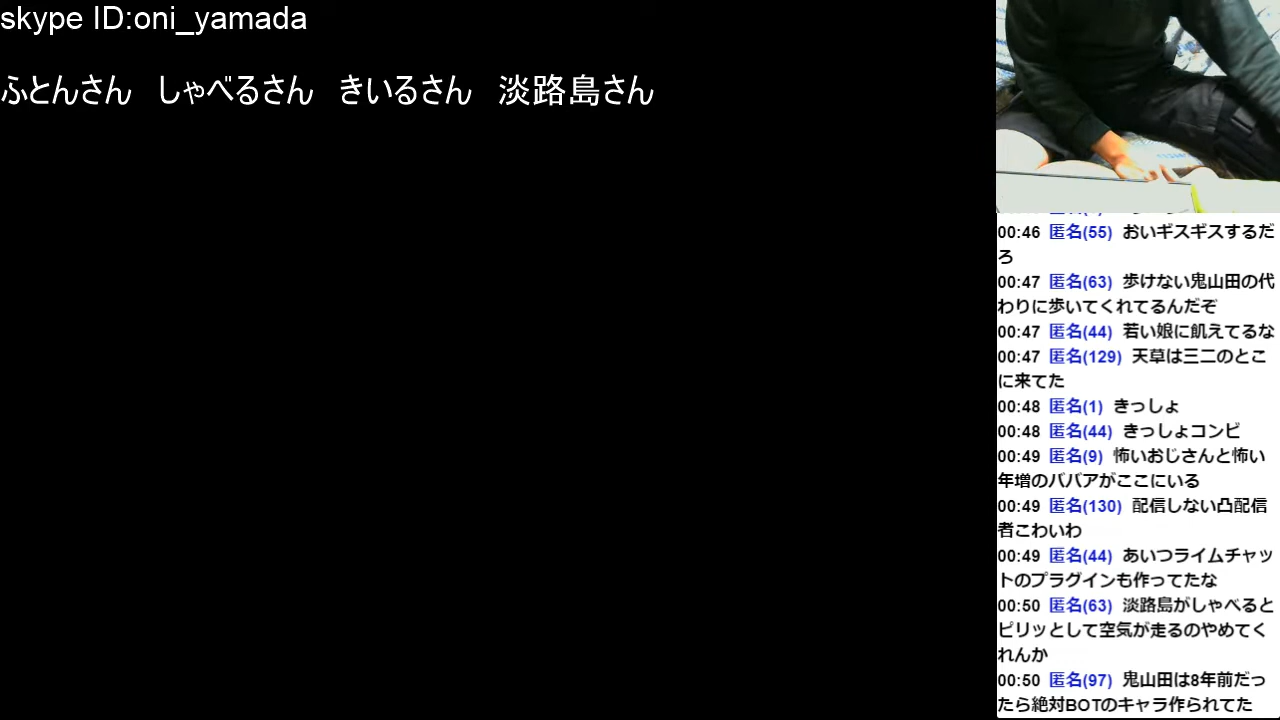 skype ID:oni_yamada
ふとんさん　しゃべるさん　きいるさん　淡路島さん
00:46 匿名(55) おいギスギスするだ
ろ
00:47 匿名(63) 歩けない鬼山田の代
わりに歩いてくれてるんだぞ
00:47 匿名(44) 若い娘に飢えてるな
00:47 匿名(129) 天草は三二のとこ
に来てた
00:48 匿名(1) きっしょ
00:48 匿名(44) きっしょコンビ
00:49 匿名(9) 怖いおじさんと怖い
年増のババアがここにいる
00:49 匿名(130) 配信しない凸配信
者こわいわ
00:49 匿名(44) あいつライムチャッ
トのプラグインも作ってたな
00:50 匿名(63) 淡路島がしゃべると
ピリッとして空気が走るのやめてく
れんか
00:50 匿名(97) 鬼山田は8年前だっ
たら絶対BOTのキャラ作られてた